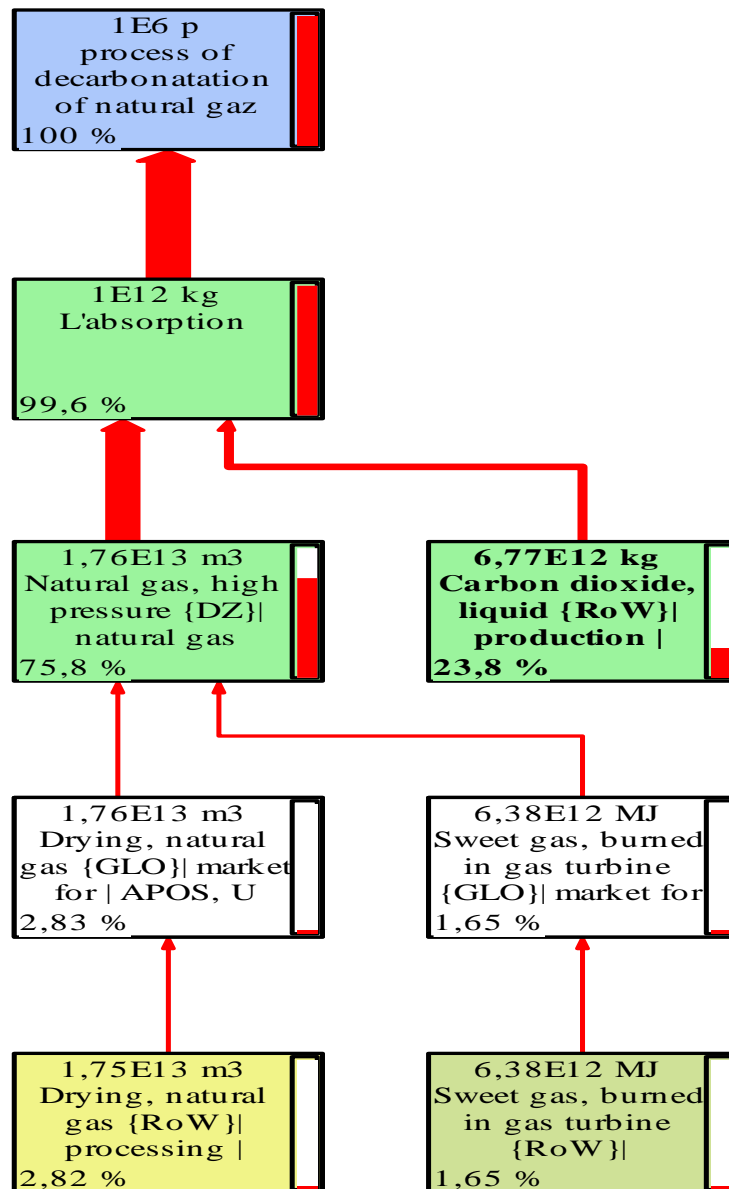 1E6 p
process of
decarbonatation
of natural gaz
100 %
1E12 kg
L'absorption
99,6 %
1,76E13 m3
Natural gas, high
pressure {DZ}|
natural gas
75,8 %
6,77E12 kg
Carbon dioxide,
liquid {RoW}|
production |
23,8 %
1,76E13 m3
Drying, natural
gas {GLO}| market
for | APOS, U
2,83 %
6,38E12 MJ
Sweet gas, burned
in gas turbine
{GLO}| market for
1,65 %
1,75E13 m3
Drying, natural
gas {RoW}|
processing |
2,82 %
6,38E12 MJ
Sweet gas, burned
in gas turbine
{RoW}|
1,65 %